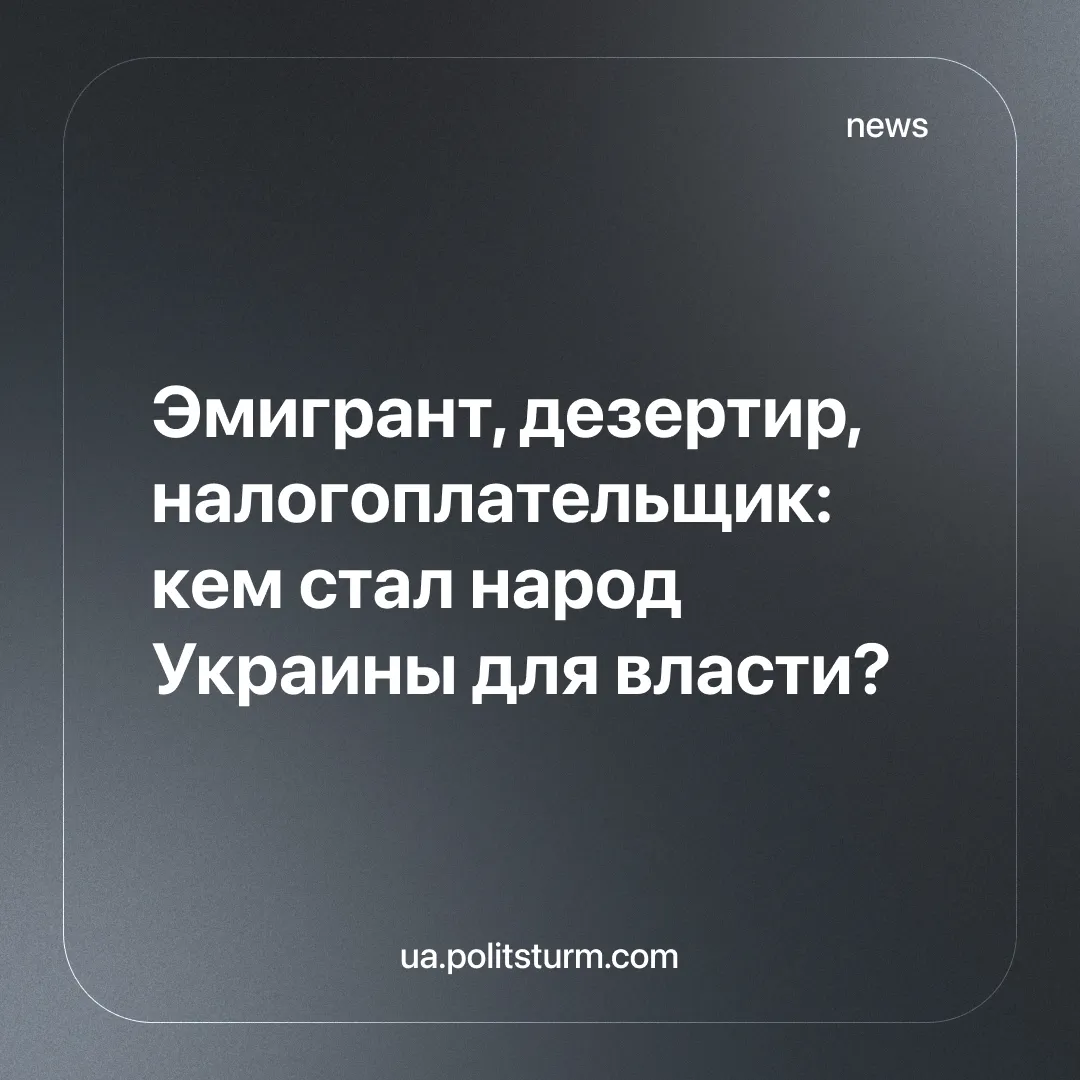 news
Эмигрант, дезертир,
налогоплательщик:
кем стал народ
Украины для власти?
ua.politsturm.com